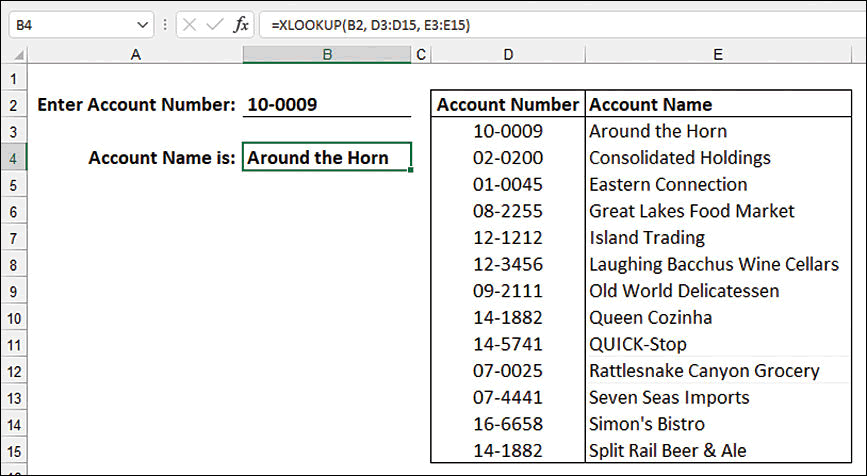 B4 fx =XLOOKUP(B2, D3:D15, E3:E15)
A B C D E
1
2 Enter Account Number: 10-0009 Account Number Account Name
3 10-0009 Around the Horn
4 Account Name is: Around the Horn 02-0200 Consolidated Holdings
5 01-0045 Eastern Connection
6 08-2255 Great Lakes Food Market
7 12-1212 Island Trading
8 12-3456 Laughing Bacchus Wine Cellars
9 09-2111 Old World Delicatessen
10 14-1882 Queen Cozinha
11 14-5741 QUICK-Stop
12 07-0025 Rattlesnake Canyon Grocery
13 07-4441 Seven Seas Imports
14 16-6658 Simon's Bistro
15 14-1882 Split Rail Beer & Ale